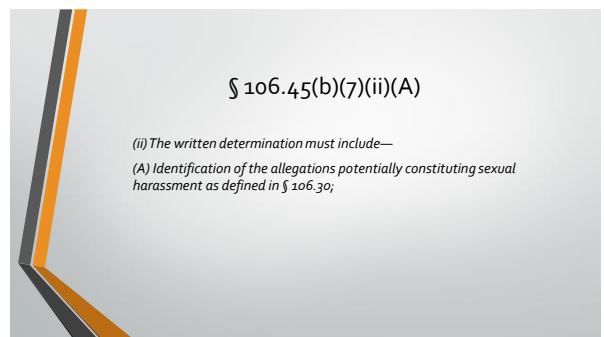 § 106.45(b)(7)(ii)(A)
(ii) The written determination must include—
(A) Identification of the allegations potentially constituting sexual
harassment as defined in § 106.30;